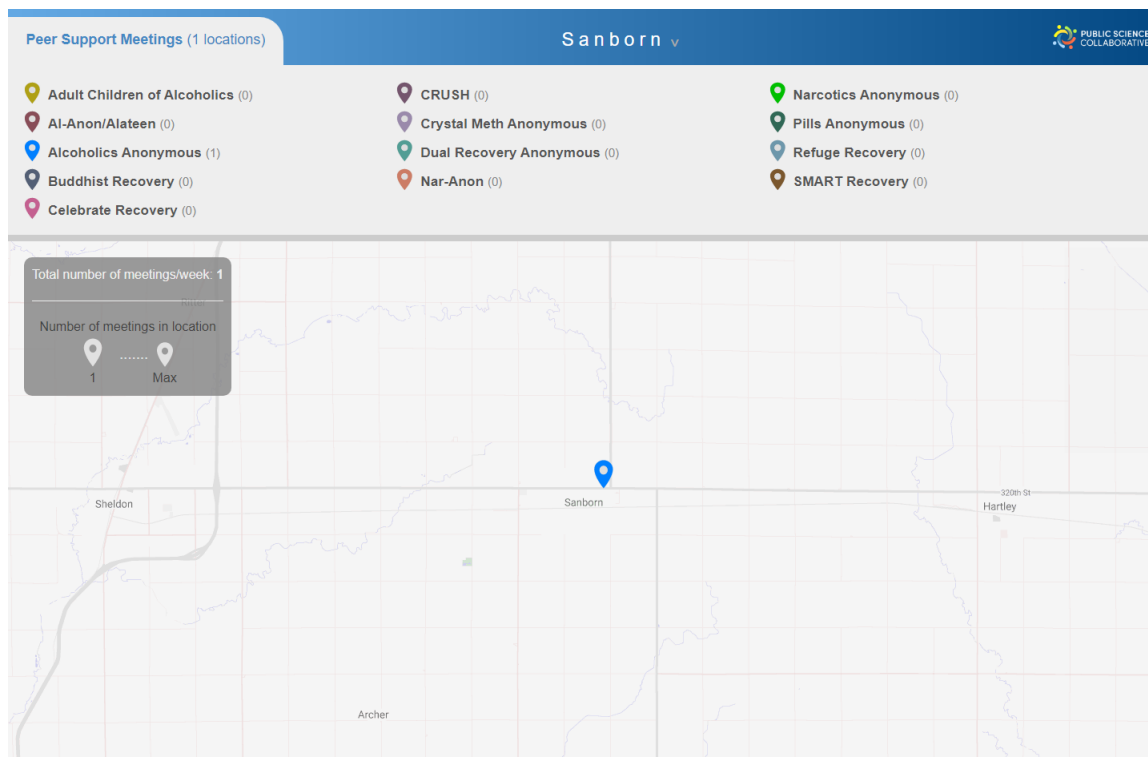 Peer Support Meetings (1 locations)
Sanborn v
PUBLIC SCIENCE
COLLABORATIVE
Adult Children of Alcoholics (0)
Al-Anon/Alateen (0)
Alcoholics Anonymous (1)
Buddhist Recovery (0)
Celebrate Recovery (0)
CRUSH (0)
Crystal Meth Anonymous (0)
Dual Recovery Anonymous (0)
Nar-Anon (0)
Narcotics Anonymous (0)
Pills Anonymous (0)
Refuge Recovery (0)
SMART Recovery (0)
Total number of meetings/week: 1
Number of meetings in location
.......
1 Max
Sheldon
Sanborn
320th St
Hartley
Archer